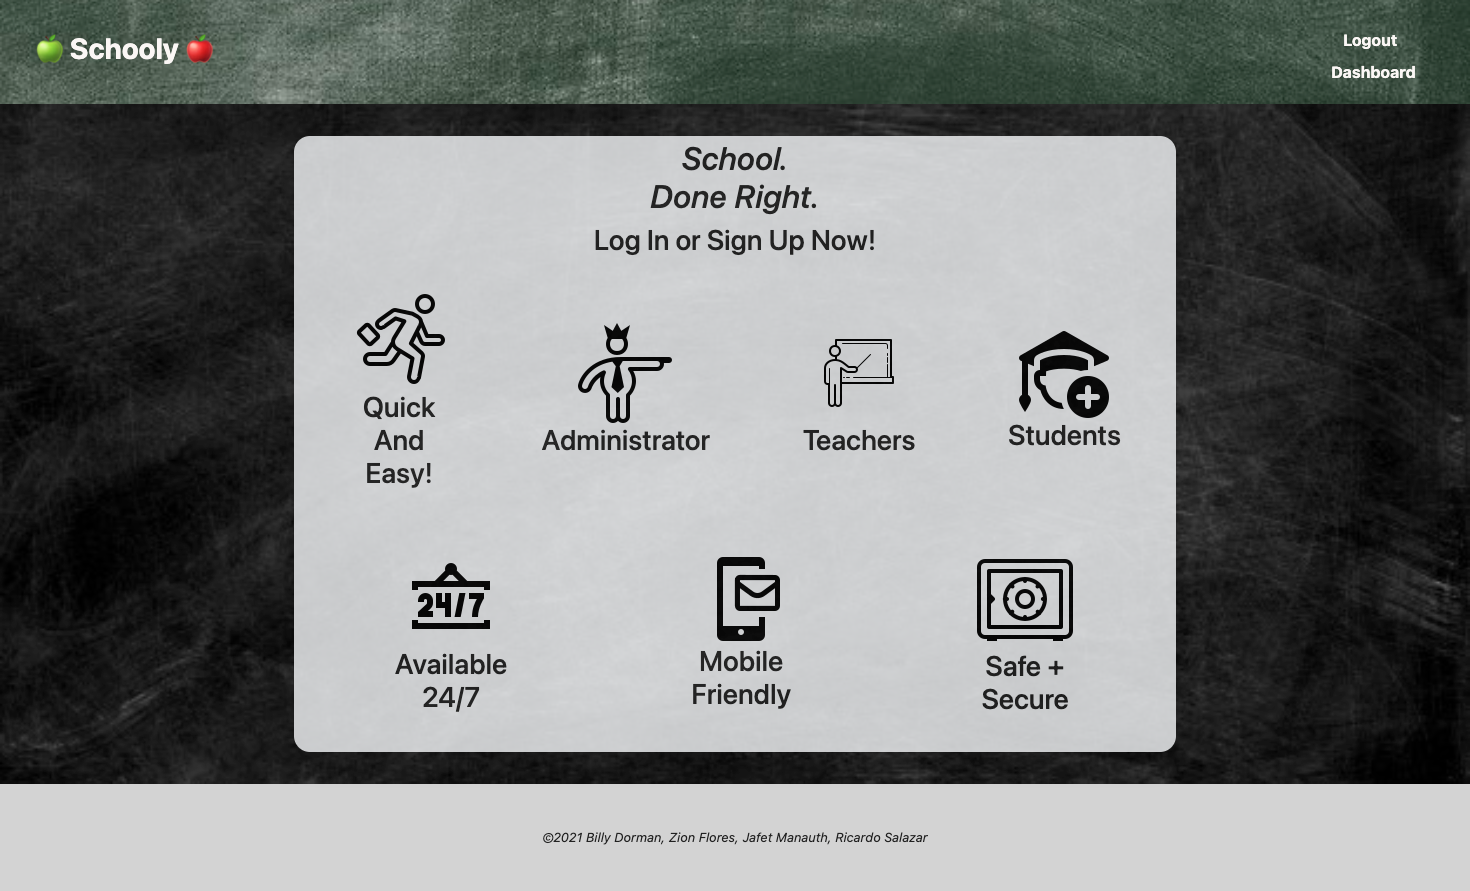 🍏 Schooly 🍎
Logout
Dashboard
School.
Done Right.
Log In or Sign Up Now!
Quick
And
Easy!
Administrator
Teachers
Students
24/7
Available
24/7
Mobile
Friendly
Safe +
Secure
©2021 Billy Dorman, Zion Flores, Jafet Manauth, Ricardo Salazar